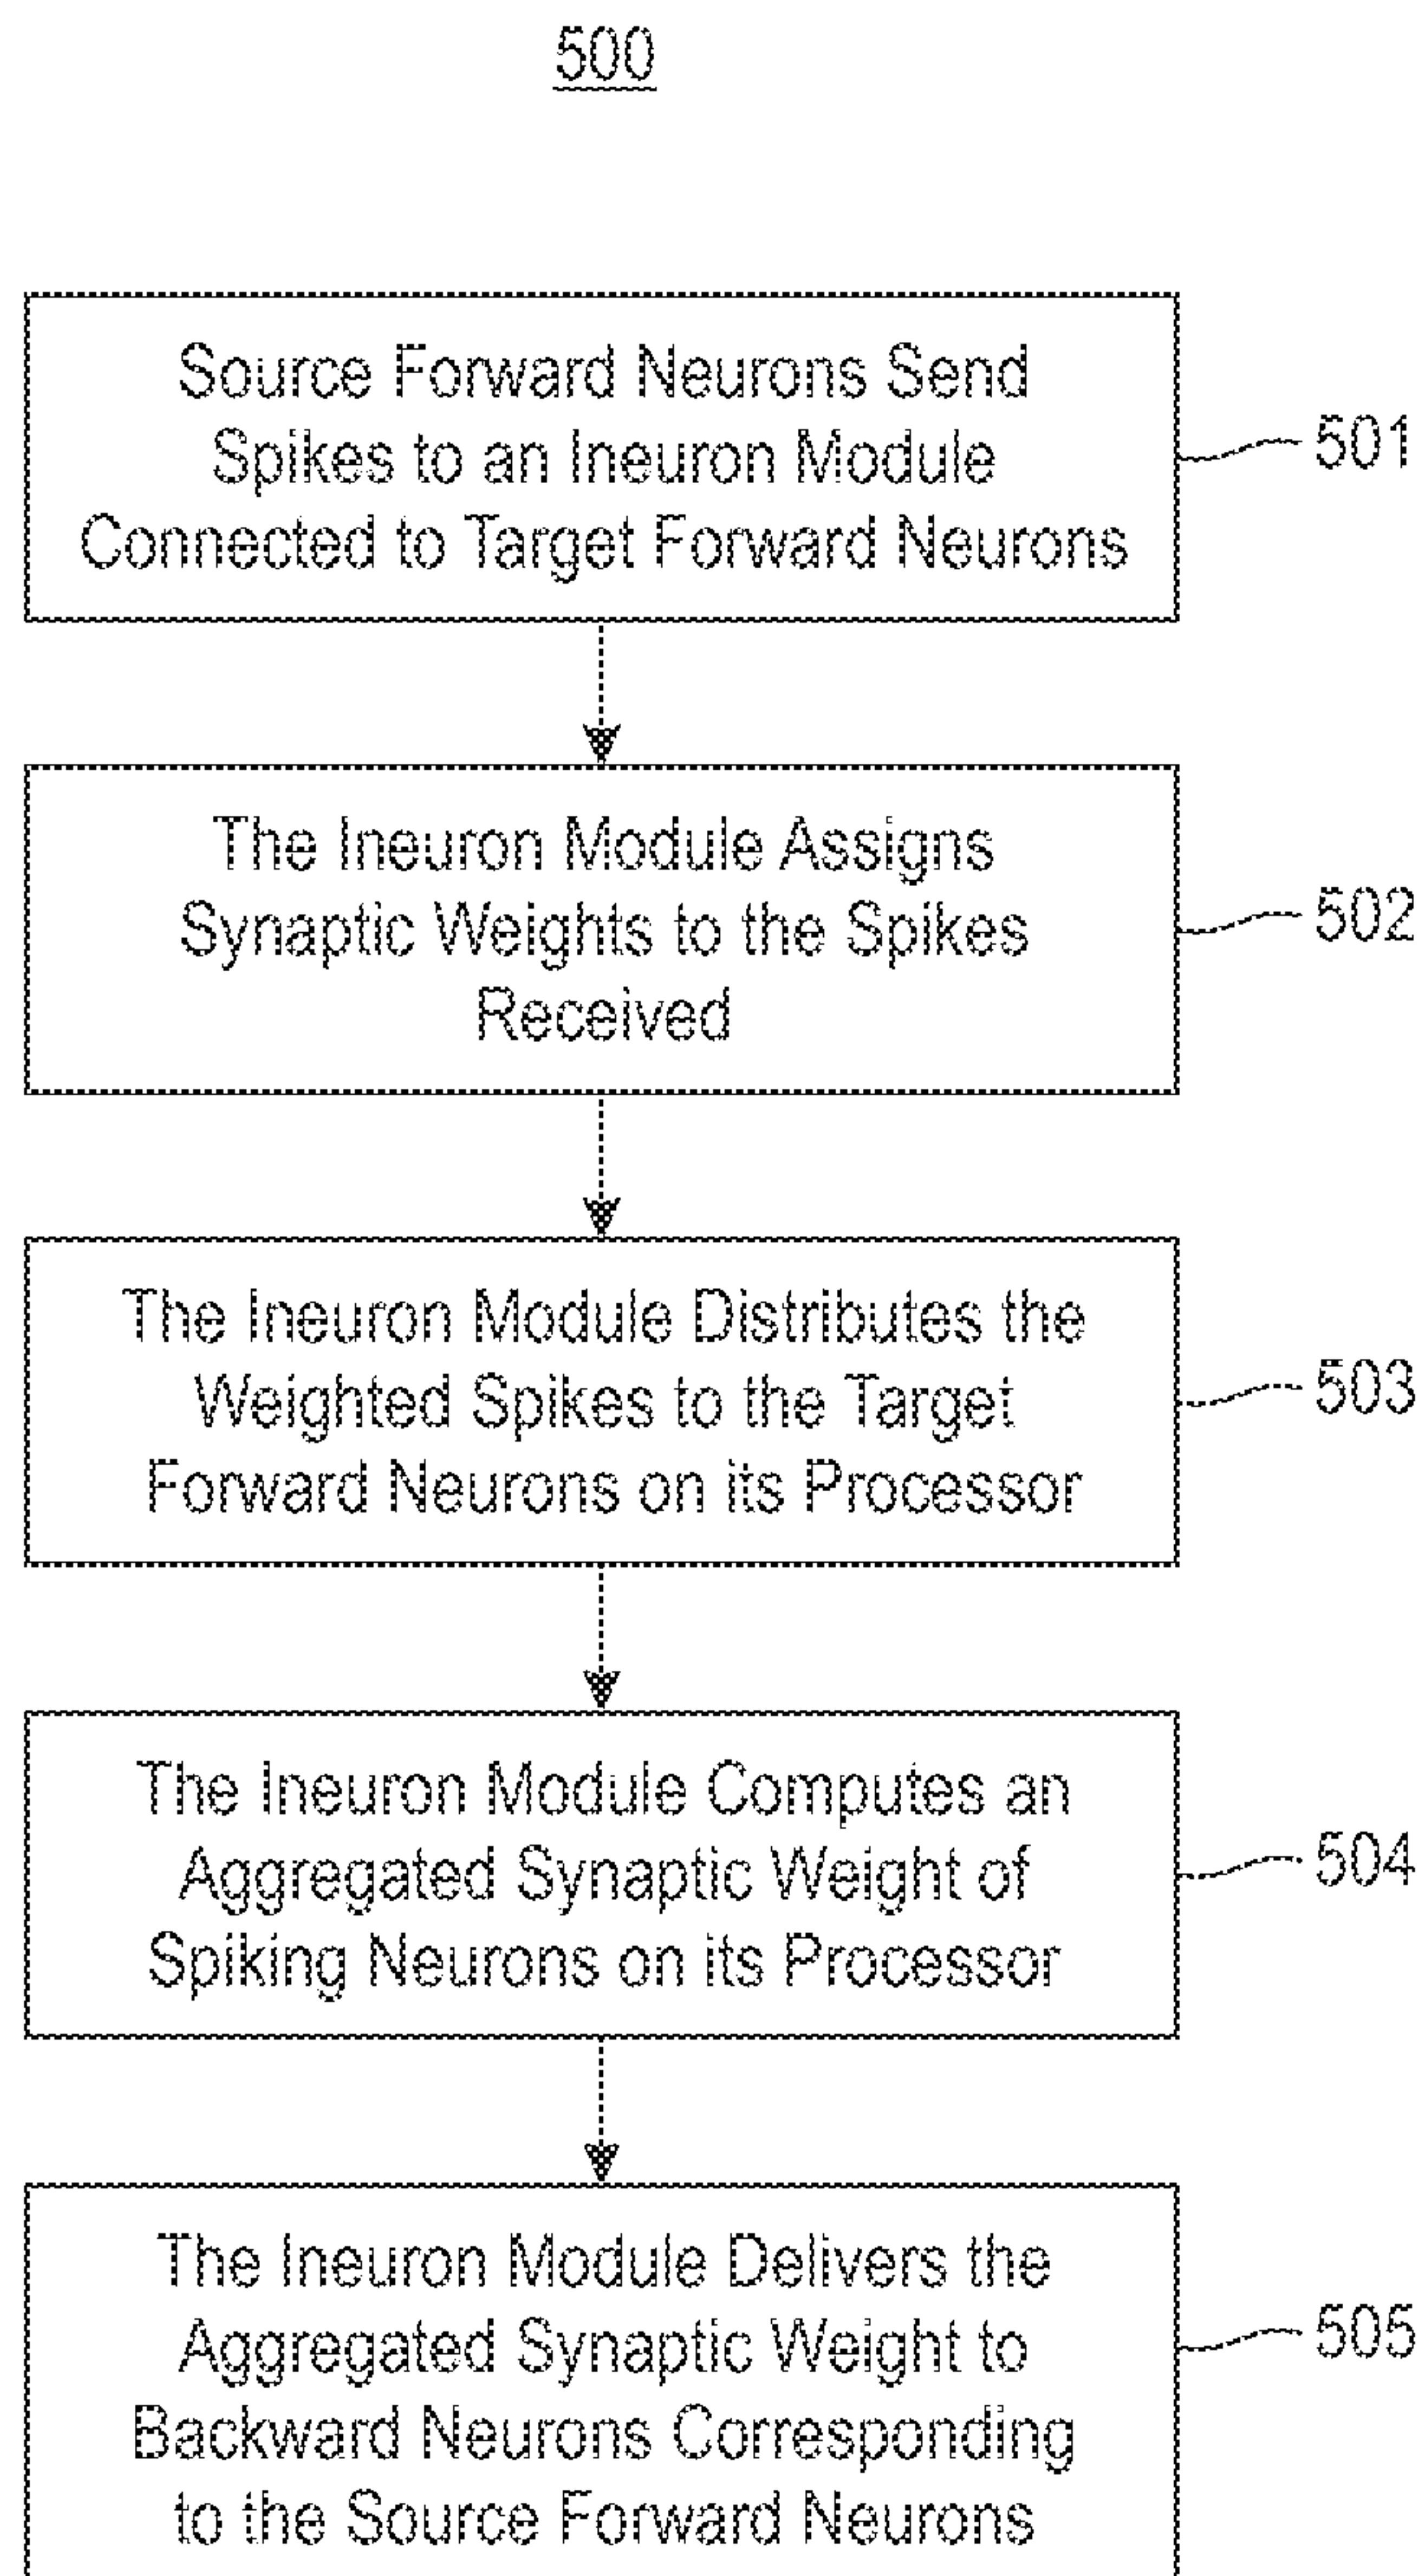 500
Source Forward Neurons Send
Spikes to an Ineuron Module
Connected to Target Forward Neurons
501
The Ineuron Module Assigns
Synaptic Weights to the Spikes
Received
502
The Ineuron Module Distributes the
Weighted Spikes to the Target
Forward Neurons on its Processor
503
The Ineuron Module Computes an
Aggregated Synaptic Weight of
Spiking Neurons on its Processor
504
The Ineuron Module Delivers the
Aggregated Synaptic Weight to
Backward Neurons Corresponding
to the Source Forward Neurons
505